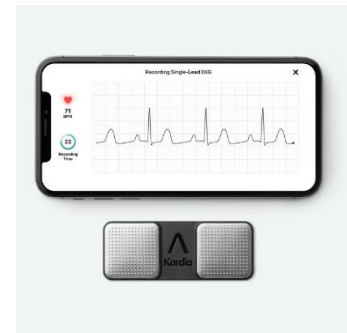 Recording Single-Lead EKG
X
71
BPM
23
Recording
Time
Kardia